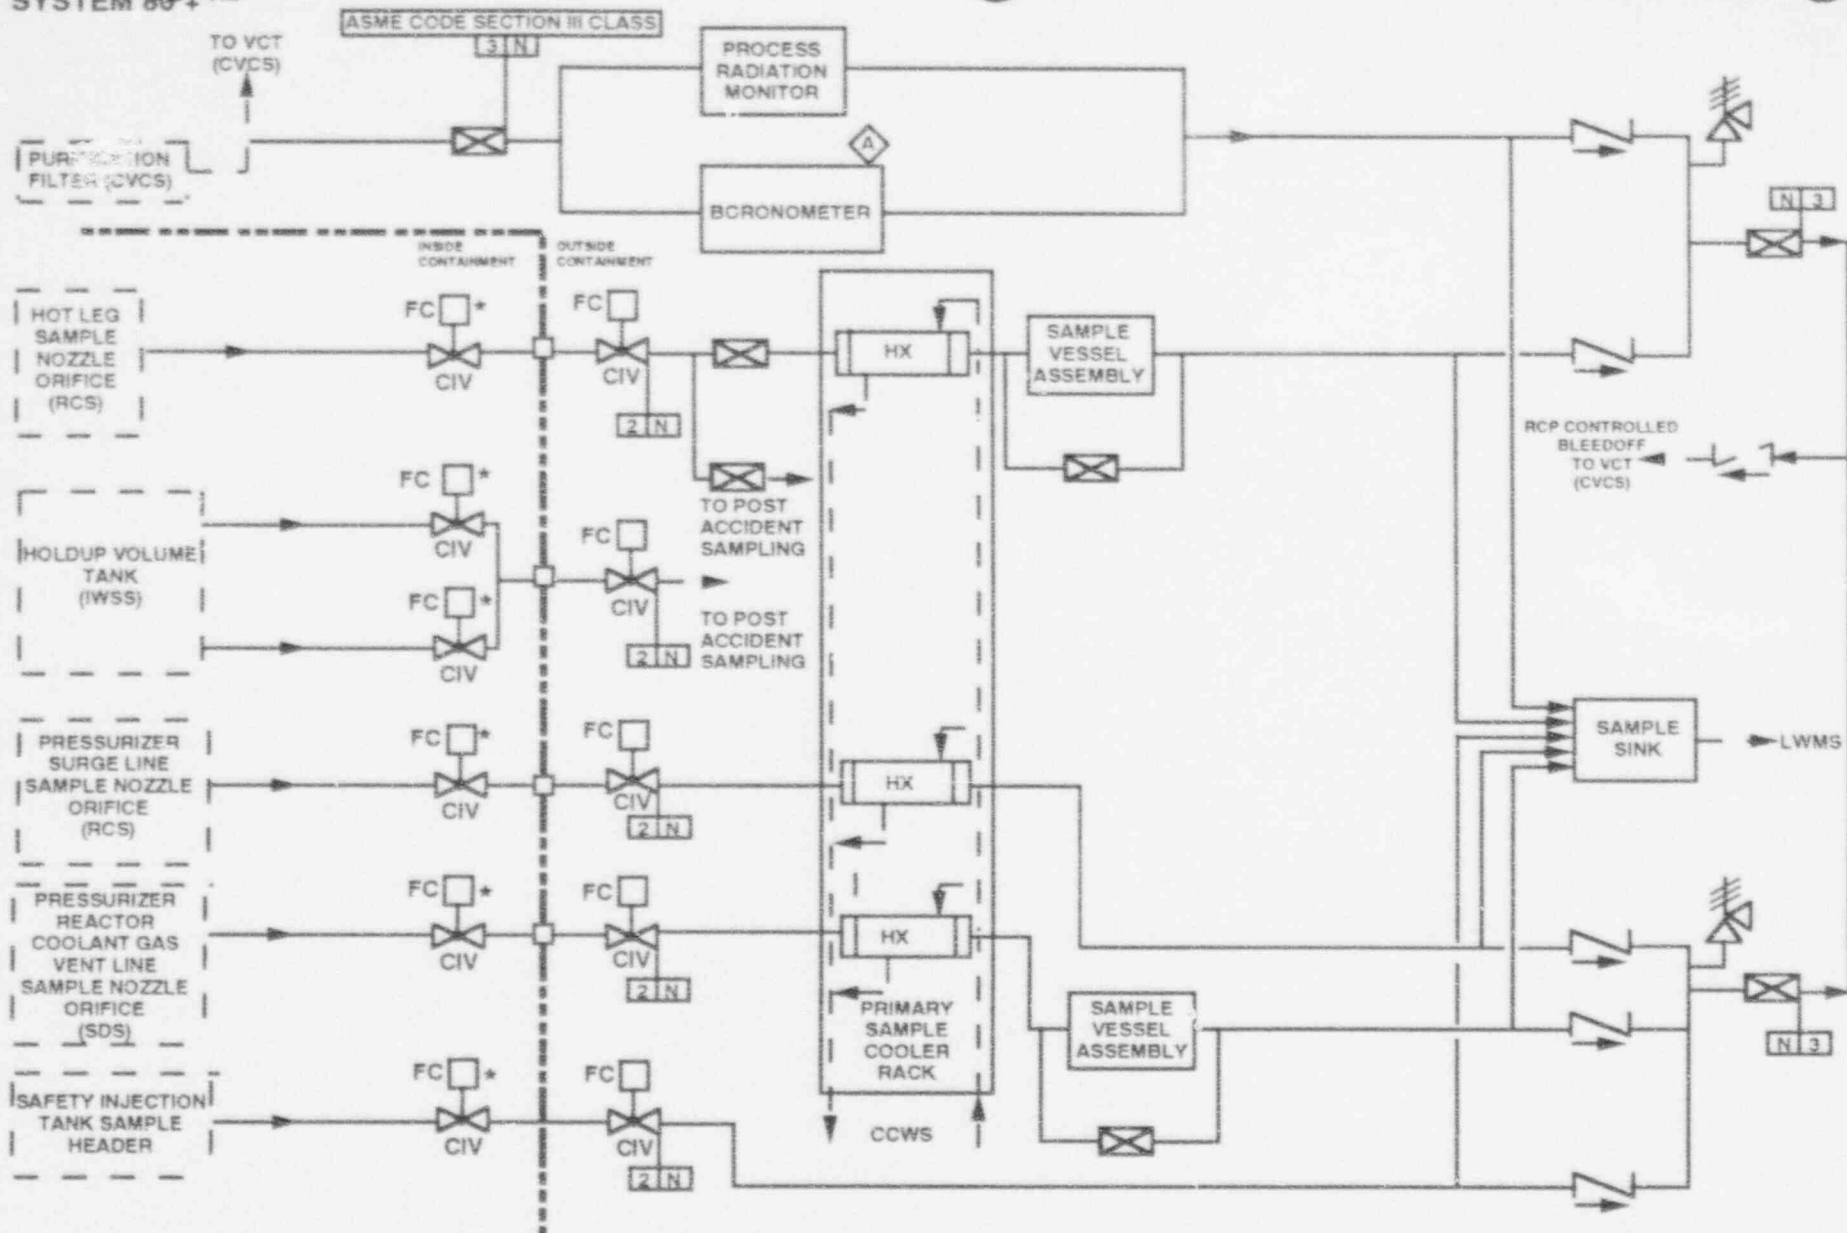 SYSTEM 80 +
ASME CODE SECTION III CLASS
3 N
TO VCT
(CVCS)
PROCESS
RADIATION
MONITOR
A
FILTER (CVCS)
BCRONOMETER
N 3
INSIDE
CONTAINMENT
OUTSIDE
CONTAINMENT
HOT LEG
SAMPLE
NOZZLE
ORIFICE
(RCS)
FC *
CIV
FC
CIV
2 N
HX
SAMPLE
VESSEL
ASSEMBLY
TO POST
ACCIDENT
SAMPLING
RCP CONTROLLED
BLEEDOFF
TO VCT
(CVCS)
HOLDUP VOLUME
TANK
(IWSS)
FC *
CIV
FC *
CIV
FC
CIV
2 N
TO POST
ACCIDENT
SAMPLING
PRESSURIZER
SURGE LINE
SAMPLE NOZZLE
ORIFICE
(RCS)
FC *
CIV
FC
CIV
2 N
HX
SAMPLE
SINK
LWMS
PRESSURIZER
REACTOR
COOLANT GAS
VENT LINE
SAMPLE NOZZLE
ORIFICE
(SDS)
FC *
CIV
FC
CIV
2 N
HX
PRIMARY
SAMPLE
COOLER
RACK
SAMPLE
VESSEL
ASSEMBLY
N 3
SAFETY INJECTION
TANK SAMPLE
HEADER
FC *
CIV
FC
CIV
2 N
CCWS